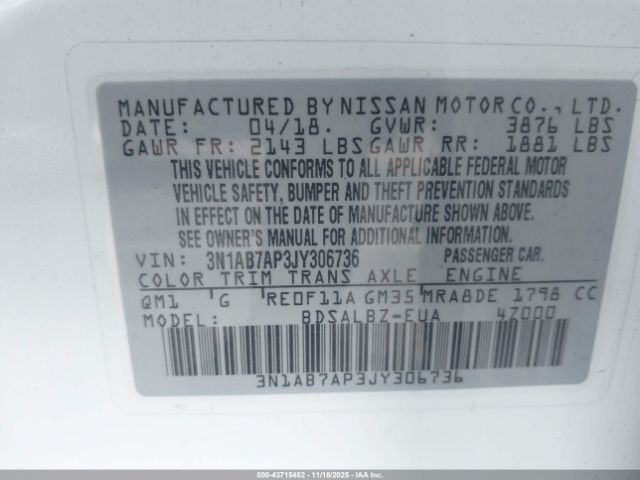 MANUFACTURED BY NISSAN MOTOR CO., LTD.
DATE: 04/18. GVWR: 3876 LBS
GAWR FR: 2143 LBS GAWR RR: 1881 LBS
THIS VEHICLE CONFORMS TO ALL APPLICABLE FEDERAL MOTOR
VEHICLE SAFETY, BUMPER AND THEFT PREVENTION STANDARDS
IN EFFECT ON THE DATE OF MANUFACTURE SHOWN ABOVE.
SEE OWNER'S MANUAL FOR ADDITIONAL INFORMATION.
VIN: 3N1AB7AP3JY306736 PASSENGER CAR.
COLOR TRIM TRANS AXLE ENGINE
QM1 G RE0F11A GM35 MRA8DE 1798 CC
MODEL: BDSALBZ-EUA 4Z000
3N1AB7AP3JY306736
000-43715452 - 11/18/2025 - IAA, Inc.